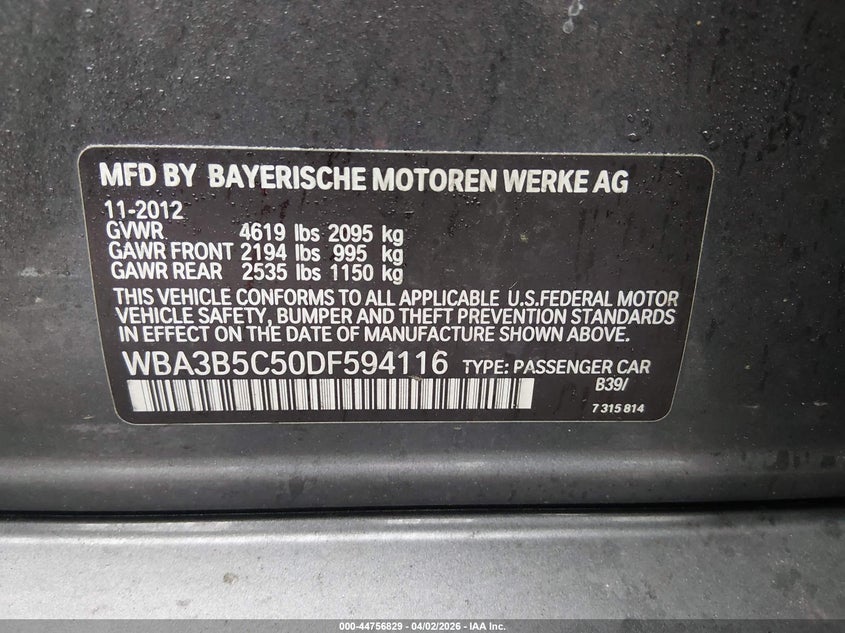 MFD BY BAYERISCHE MOTOREN WERKE AG
11-2012
GVWR 4619 lbs 2095 kg
GAWR FRONT 2194 lbs 995 kg
GAWR REAR 2535 lbs 1150 kg
THIS VEHICLE CONFORMS TO ALL APPLICABLE U.S.FEDERAL MOTOR
VEHICLE SAFETY, BUMPER AND THEFT PREVENTION STANDARDS
IN EFFECT ON THE DATE OF MANUFACTURE SHOWN ABOVE.
WBA3B5C50DF594116 TYPE: PASSENGER CAR
B39/
7 315 814
000-44756829 - 04/02/2026 - IAA Inc.